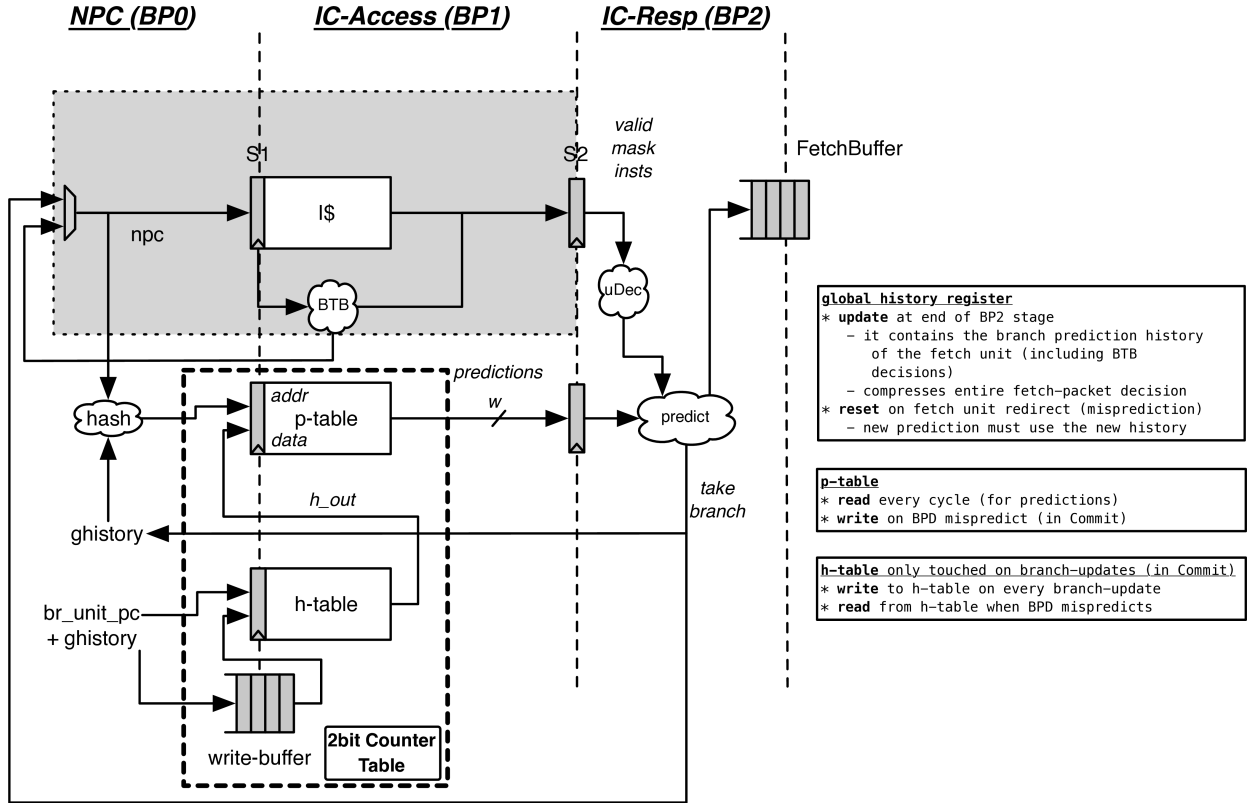 NPC (BP0)
IC-Access (BP1)
IC-Resp (BP2)
valid
mask
insts
S1
S2
FetchBuffer
I$
npc
BTB
uDec
predictions
w
hash
addr
p-table
data
predict
h_out
take
branch
ghistory
h-table
br_unit_pc
+ ghistory
write-buffer
2bit Counter
Table
global history register
* update at end of BP2 stage
– it contains the branch prediction history
of the fetch unit (including BTB
decisions)
– compresses entire fetch-packet decision
* reset on fetch unit redirect (misprediction)
– new prediction must use the new history
p-table
* read every cycle (for predictions)
* write on BPD mispredict (in Commit)
h-table only touched on branch-updates (in Commit)
* write to h-table on every branch-update
* read from h-table when BPD mispredicts